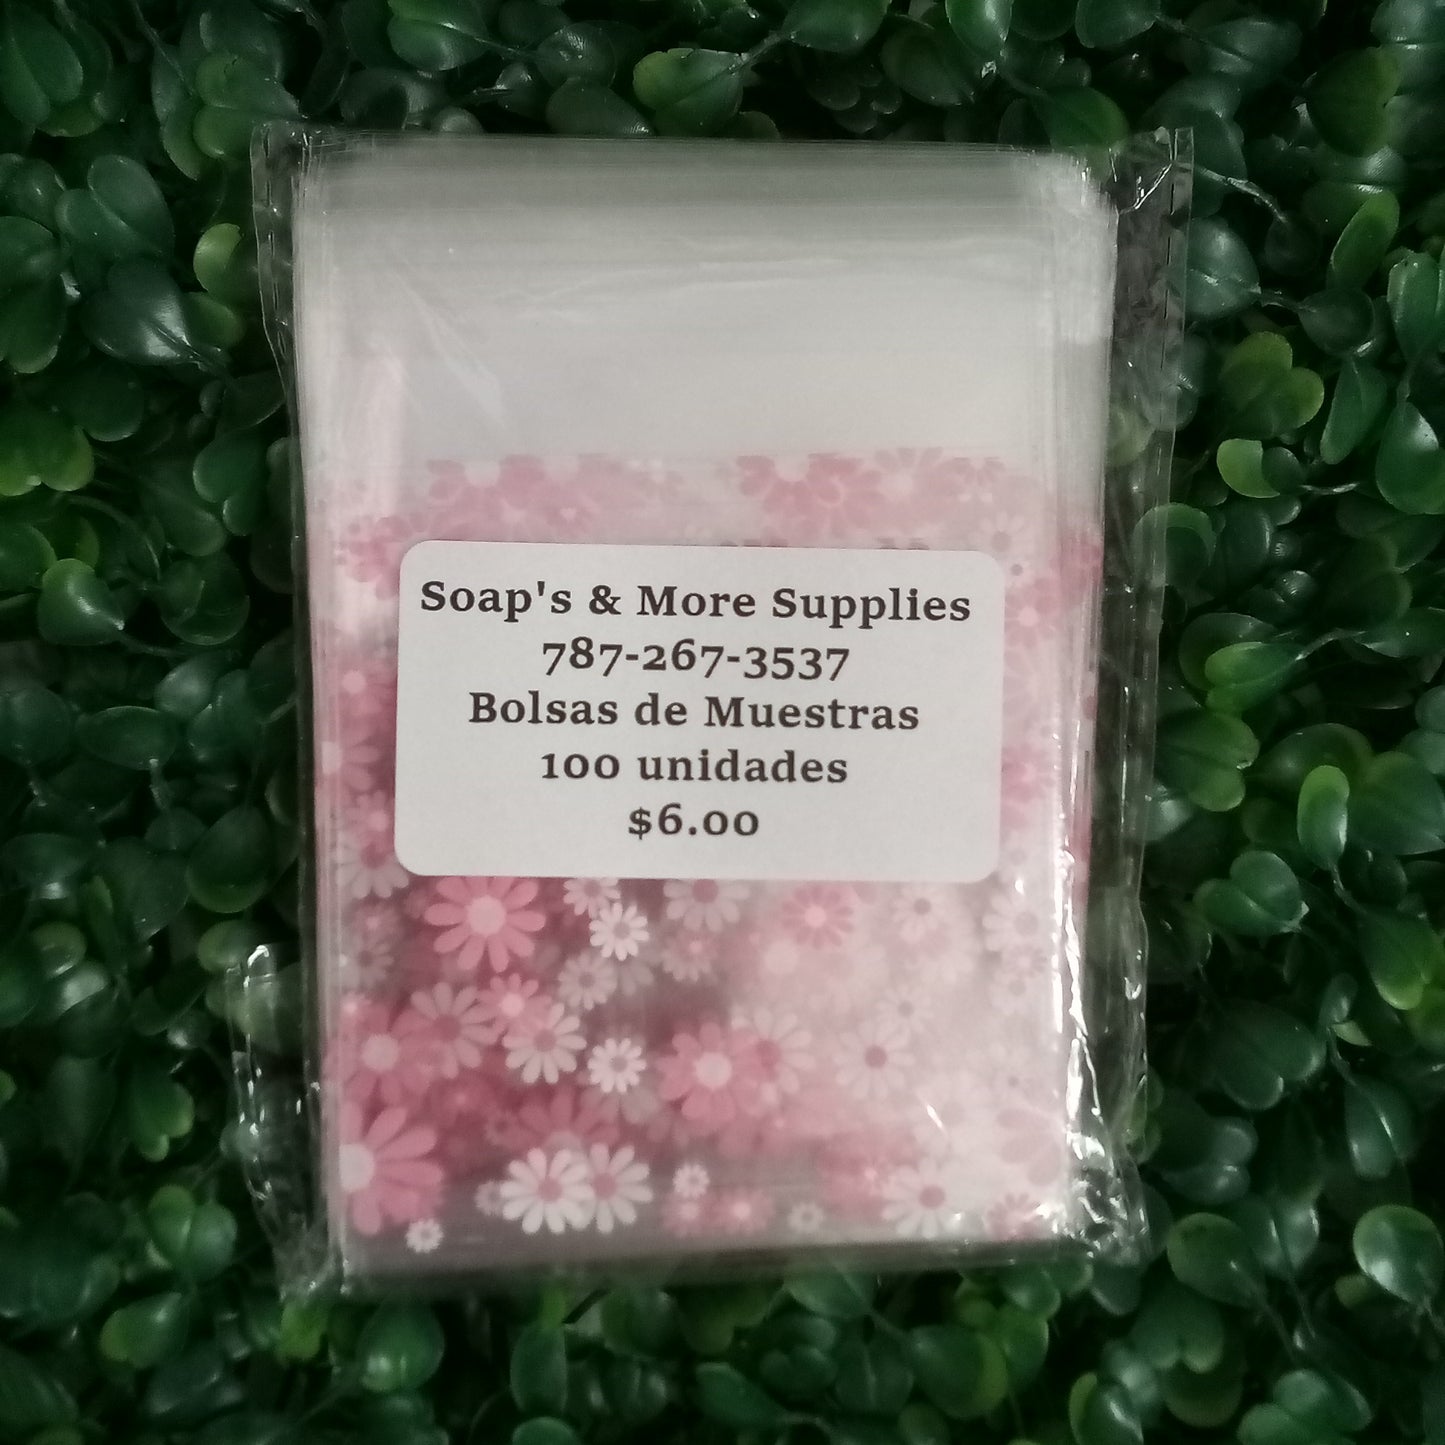 Soap's & More Supplies
787-267-3537
Bolsas de Muestras
100 unidades
$6.00